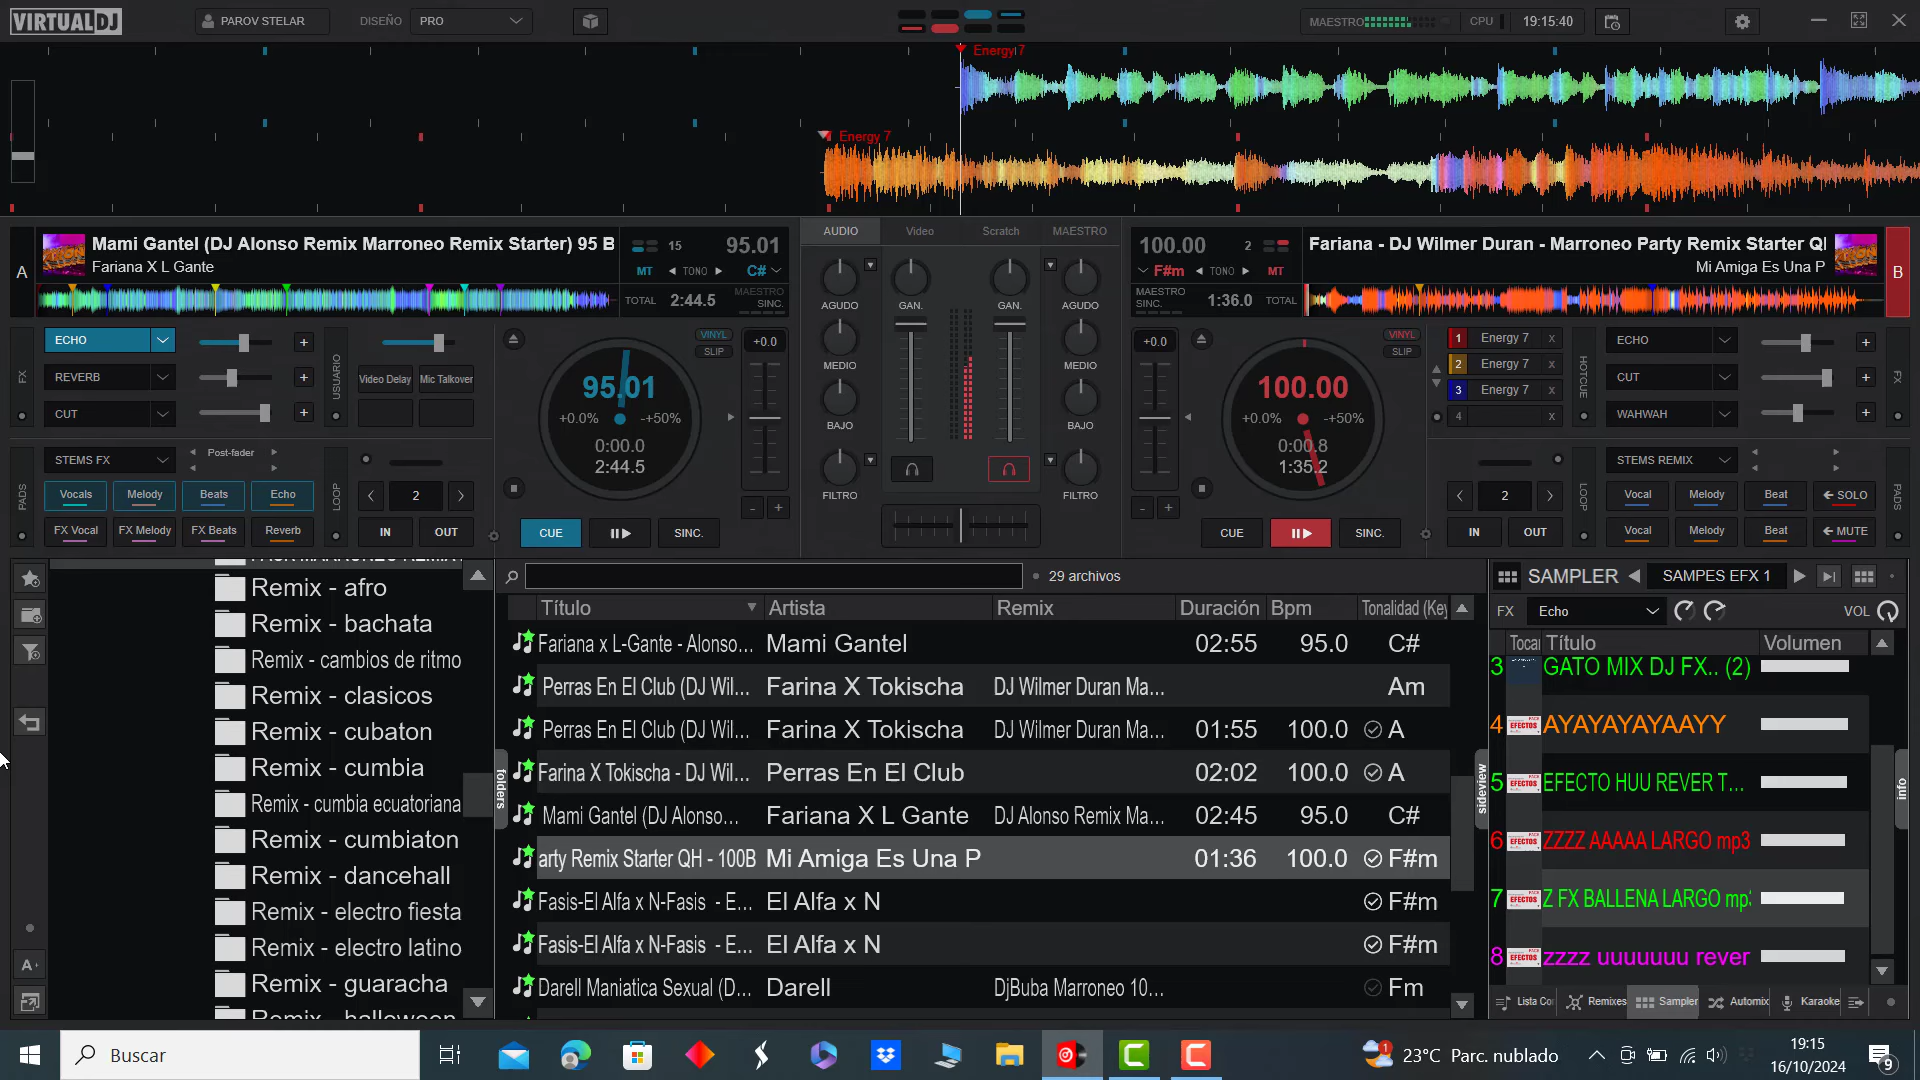 VIRTUALDJ PAROV STELAR DISEÑO PRO MAESTRO CPU 19:15:40
Energy 7
Energy 7
A Mami Gantel (DJ Alonso Remix Marroneo Remix Starter) 95 B
Fariana X L Gante
15 95.01
MT TONO C#
TOTAL 2:44.5 MAESTRO SINC.
AUDIO Video Scratch MAESTRO
100.00 2
F#m TONO MT
MAESTRO SINC. 1:36.0 TOTAL
Fariana - DJ Wilmer Duran - Marroneo Party Remix Starter Q
Mi Amiga Es Una P
B
FX ECHO
REVERB
CUT
USUARIO
Video Delay Mic Talkover
VINYL
SLIP
95.01
+0.0% -+50%
0:00.0
2:44.5
+0.0
AGUDO GAN. GAN. AGUDO
MEDIO MEDIO
BAJO BAJO
FILTRO FILTRO
+0.0
VINYL
SLIP
100.00
+0.0% -+50%
0:00.8
1:35.2
1 Energy 7 x
2 Energy 7 x
3 Energy 7 x
4 x
HOTCUE
ECHO
CUT
WAHWAH
FX
PADS STEMS FX Post-fader
Vocals Melody Beats Echo
FX Vocal FX Melody FX Beats Reverb
LOOP 2
IN OUT
CUE SINC.
- +
- +
CUE SINC.
2
IN OUT
LOOP
STEMS REMIX
Vocal Melody Beat SOLO
Vocal Melody Beat MUTE
PADS
Remix - afro
Remix - bachata
Remix - cambios de ritmo
Remix - clasicos
Remix - cubaton
Remix - cumbia
Remix - cumbia ecuatoriana
Remix - cumbiaton
Remix - dancehall
Remix - electro fiesta
Remix - electro latino
Remix - guaracha
Remix - halloween
folders
29 archivos
Título Artista Remix Duración Bpm Tonalidad (Key
Fariana x L-Gante - Alonso... Mami Gantel 02:55 95.0 C#
Perras En El Club (DJ Wil... Farina X Tokischa DJ Wilmer Duran Ma... Am
Perras En El Club (DJ Wil... Farina X Tokischa DJ Wilmer Duran Ma... 01:55 100.0 A
Farina X Tokischa - DJ Wil... Perras En El Club 02:02 100.0 A
Mami Gantel (DJ Alonso... Fariana X L Gante DJ Alonso Remix Ma... 02:45 95.0 C#
arty Remix Starter QH - 100B Mi Amiga Es Una P 01:36 100.0 F#m
Fasis-El Alfa x N-Fasis - E... El Alfa x N F#m
Fasis-El Alfa x N-Fasis - E... El Alfa x N F#m
Darell Maniatica Sexual (D... Darell DjBuba Marroneo 10... Fm
sideview
SAMPLER SAMPES EFX 1
FX Echo VOL
Tocar Título Volumen
3 GATO MIX DJ FX.. (2)
4 AYAYAYAYAAYY
5 EFECTO HUU REVER T...
6 ZZZZ AAAAA LARGO mp3
7 Z FX BALLENA LARGO mp3
8 zzzz uuuuuuu rever
info
Lista Co Remixes Sampler Automix Karaoke
A+
Buscar
23°C Parc. nublado
19:15
16/10/2024
9